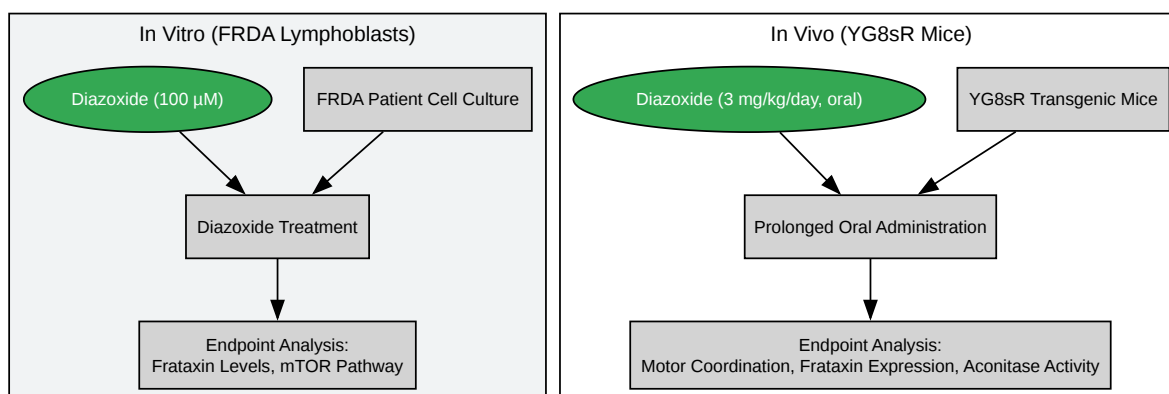 In Vitro (FRDA Lymphoblasts)
Diazoxide (100 µM)
FRDA Patient Cell Culture
Diazoxide Treatment
Endpoint Analysis:
Frataxin Levels, mTOR Pathway
In Vivo (YG8sR Mice)
Diazoxide (3 mg/kg/day, oral)
YG8sR Transgenic Mice
Prolonged Oral Administration
Endpoint Analysis:
Motor Coordination, Frataxin Expression, Aconitase Activity